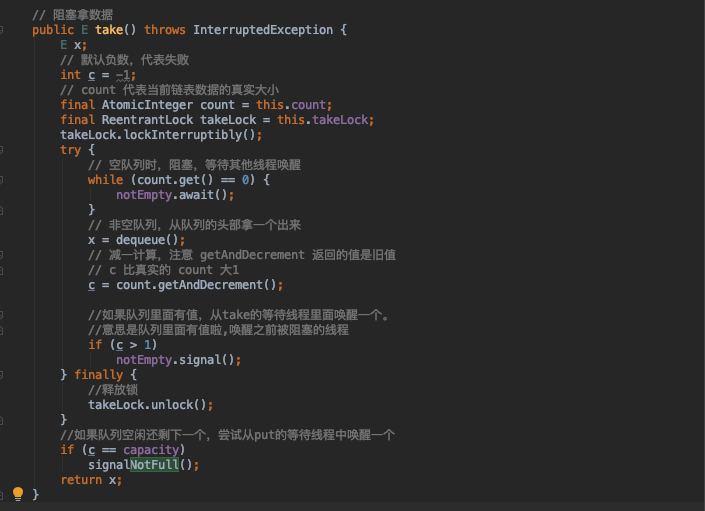 // 阻塞拿数据
public E take() throws InterruptedException {
E x;
// 默认负数，代表失败
int c = -1;
// count 代表当前链表数据的真实大小
final AtomicInteger count = this.count;
final ReentrantLock takeLock = this.takeLock;
takeLock.lockInterruptibly();
try {
// 空队列时，阻塞，等待其他线程唤醒
while (count.get() == 0) {
notEmpty.await();
}
// 非空队列，从队列的头部拿一个出来
x = dequeue();
// 减一计算，注意 getAndDecrement 返回的值是旧值
// c 比真实的 count 大1
c = count.getAndDecrement();
//如果队列里面有值，从take的等待线程里面唤醒一个。
//意思是队列里面有值啦,唤醒之前被阻塞的线程
if (c > 1)
notEmpty.signal();
} finally {
//释放锁
takeLock.unlock();
}
//如果队列空闲还剩下一个，尝试从put的等待线程中唤醒一个
if (c == capacity)
signalNotFull();
return x;
}